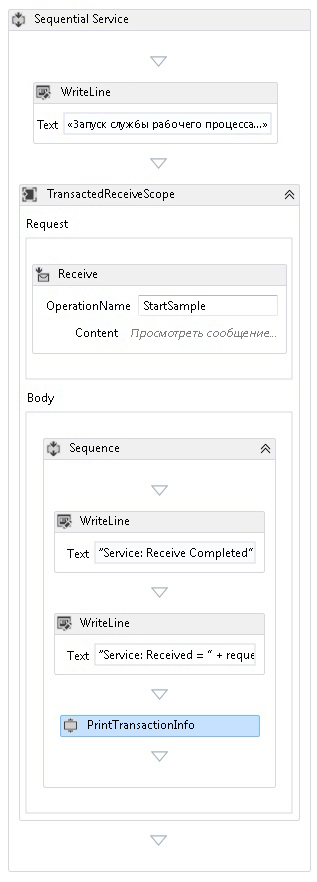 Sequential Service
WriteLine
Text «Запуск службы рабочего процесса...»
TransactedReceiveScope
Request
Receive
OperationName StartSample
Content Просмотреть сообщение...
Body
Sequence
WriteLine
Text "Service: Receive Completed"
WriteLine
Text "Service: Received = " + reque
PrintTransactionInfo